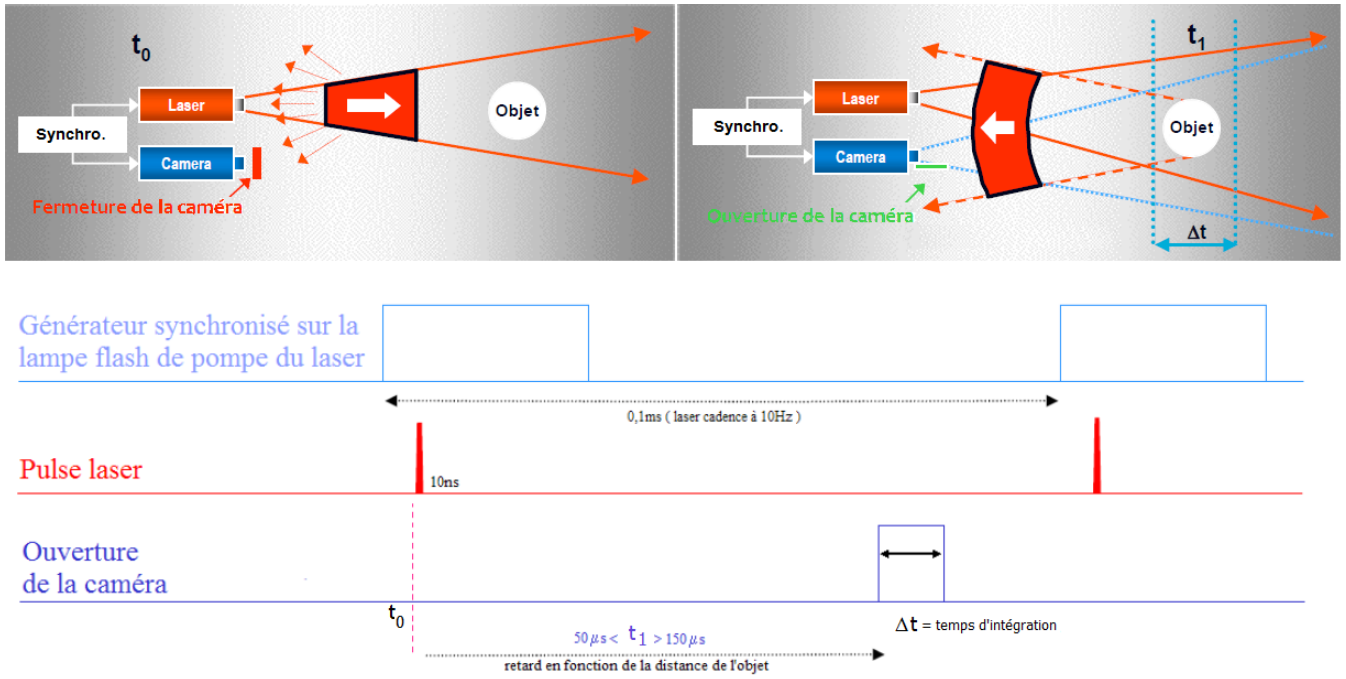 t0
Laser
Synchro.
Camera
Objet
Fermeture de la caméra
t1
Laser
Synchro.
Camera
Objet
Ouverture de la caméra
Δt
Générateur synchronisé sur la
lampe flash de pompe du laser
0,1ms ( laser cadence à 10Hz )
Pulse laser
10ns
Ouverture
de la caméra
t0
50µs< t1 >150µs
Δt = temps d'intégration
retard en fonction de la distance de l'objet